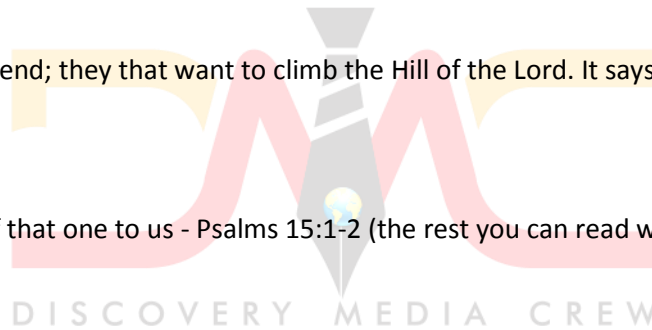 end; they that want to climb the Hill of the Lord. It says
that one to us - Psalms 15:1-2 (the rest you can read w
DISCOVERY MEDIA CREW